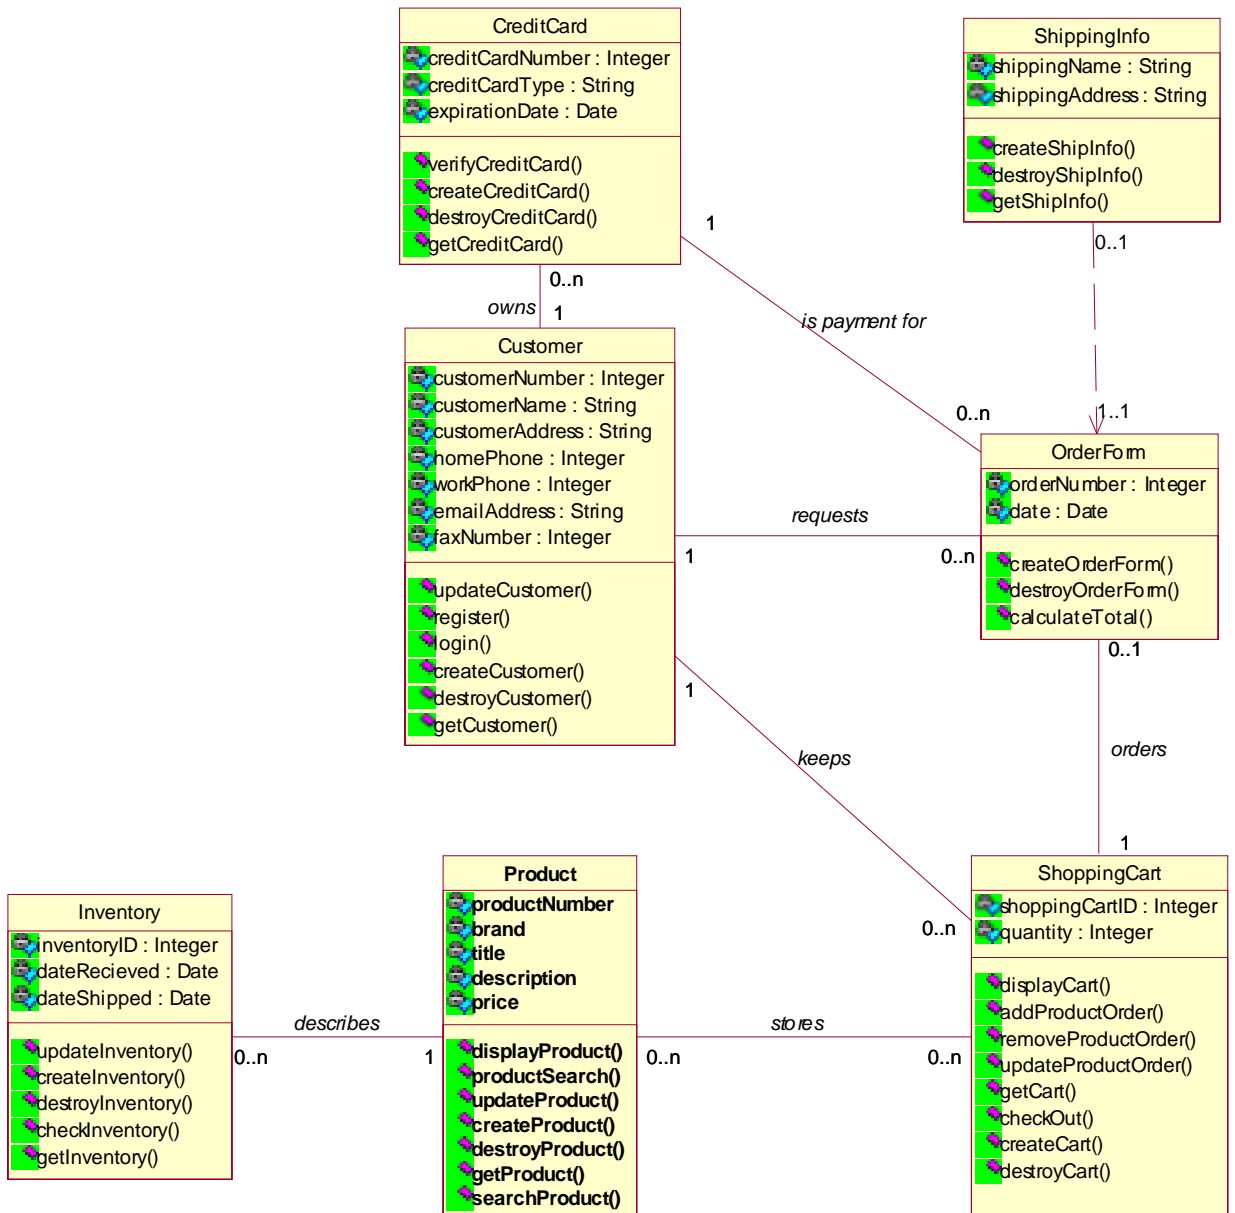 CreditCard
creditCardNumber : Integer
creditCardType : String
expirationDate : Date
verifyCreditCard()
createCreditCard()
destroyCreditCard()
getCreditCard()
ShippingInfo
shippingName : String
shippingAddress : String
createShipInfo()
destroyShipInfo()
getShipInfo()
1
0..1
0..n
owns
1
is payment for
0..n
1..1
Customer
customerNumber : Integer
customerName : String
customerAddress : String
homePhone : Integer
workPhone : Integer
emailAddress : String
faxNumber : Integer
updateCustomer()
register()
login()
createCustomer()
destroyCustomer()
getCustomer()
OrderForm
orderNumber : Integer
date : Date
createOrderForm()
destroyOrderForm()
calculateTotal()
requests
1
0..n
0..1
1
keeps
orders
1
0..n
Inventory
inventoryID : Integer
dateRecieved : Date
dateShipped : Date
updateInventory()
createInventory()
destroyInventory()
checkInventory()
getInventory()
describes
0..n
1
Product
productNumber
brand
title
description
price
displayProduct()
productSearch()
updateProduct()
createProduct()
destroyProduct()
getProduct()
searchProduct()
stores
0..n
0..n
ShoppingCart
shoppingCartID : Integer
quantity : Integer
displayCart()
addProductOrder()
removeProductOrder()
updateProductOrder()
getCart()
checkOut()
createCart()
destroyCart()